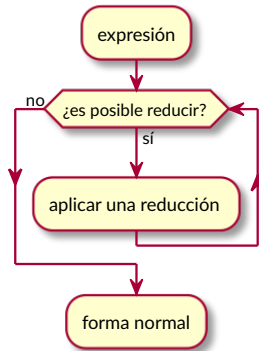 expresión
no
¿es posible reducir?
sí
aplicar una reducción
forma normal